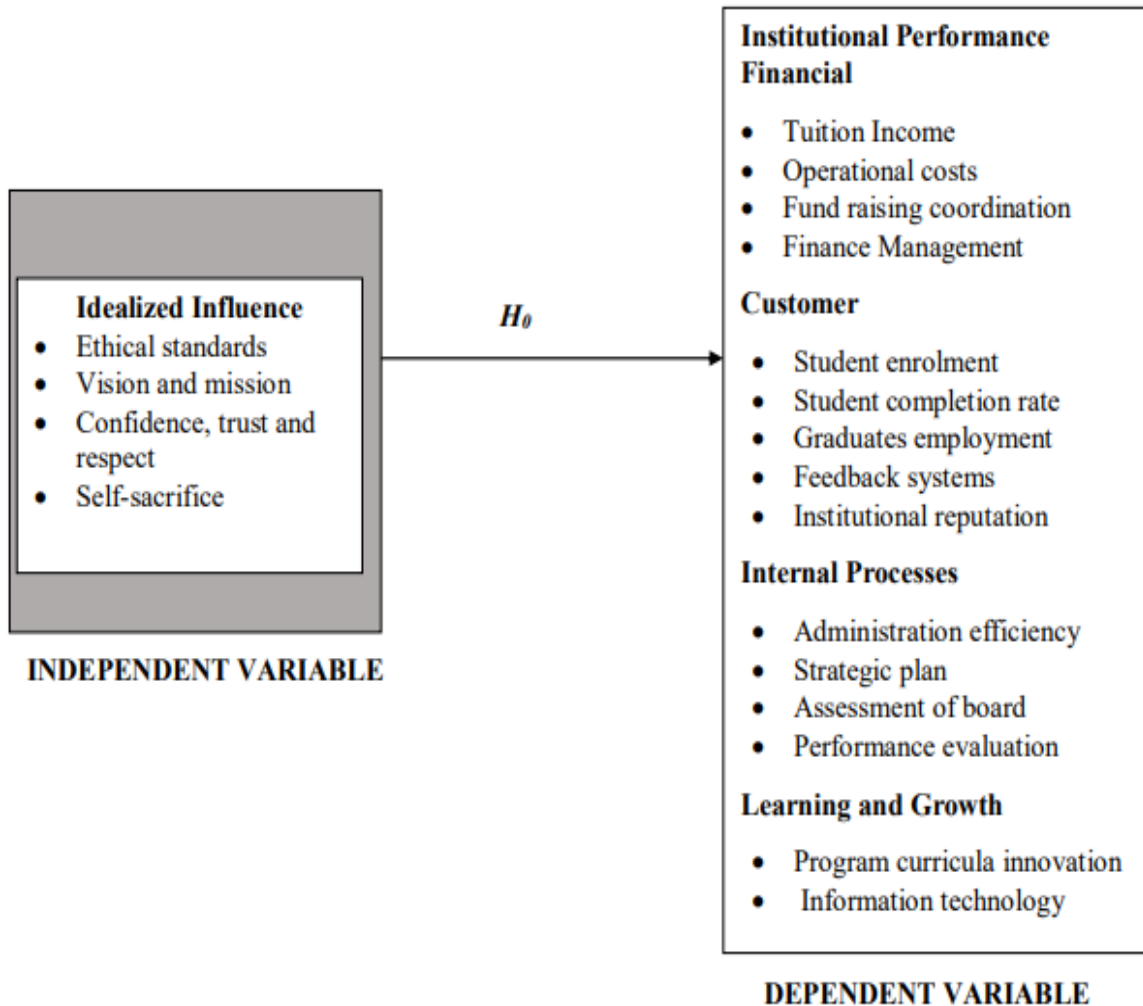 Idealized Influence
• Ethical standards
• Vision and mission
• Confidence, trust and
respect
• Self-sacrifice
INDEPENDENT VARIABLE
H0
Institutional Performance
Financial
• Tuition Income
• Operational costs
• Fund raising coordination
• Finance Management
Customer
• Student enrolment
• Student completion rate
• Graduates employment
• Feedback systems
• Institutional reputation
Internal Processes
• Administration efficiency
• Strategic plan
• Assessment of board
• Performance evaluation
Learning and Growth
• Program curricula innovation
• Information technology
DEPENDENT VARIABLE